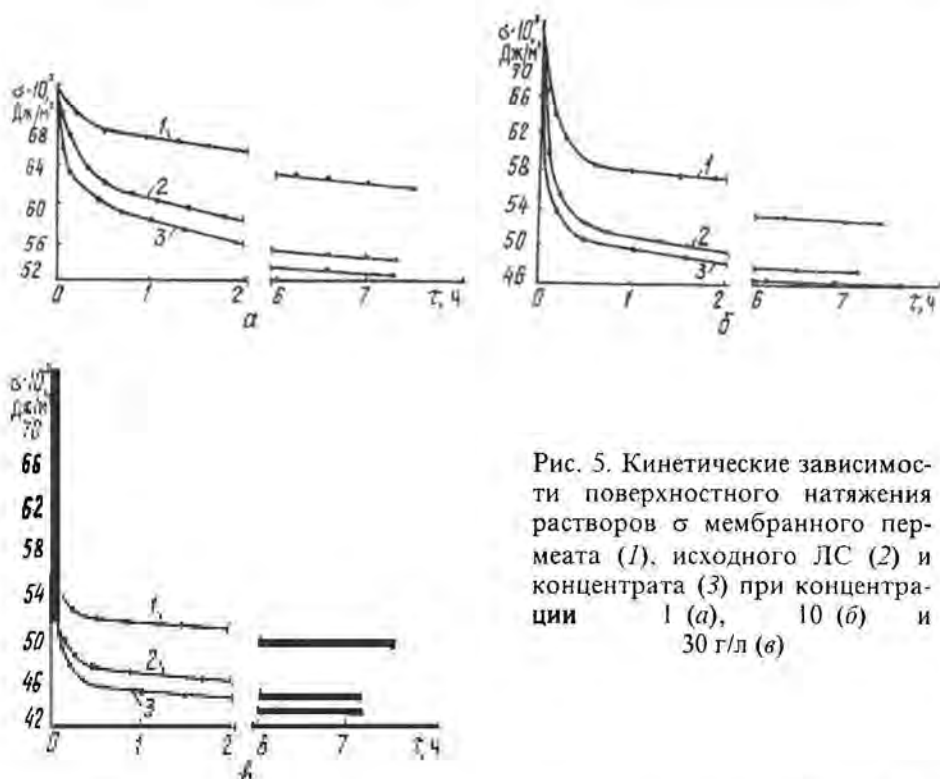 σ·10³,
Дж/м²
68
64
60
56
52
1
2
3
0 1 2 6 7 τ, ч
а
σ·10³,
Дж/м²
70
66
62
58
54
50
46
1
2
3
0 1 2 6 7 τ, ч
б
σ·10³,
Дж/м²
70
66
62
58
54
50
46
42
1
2
3
0 1 2 6 7 τ, ч
в
Рис. 5. Кинетические зависимос-
ти поверхностного натяжения
растворов σ мембранного пер-
меата (1), исходного ЛС (2) и
концентрата (3) при концентра-
ции 1 (а), 10 (б) и
30 г/л (в)